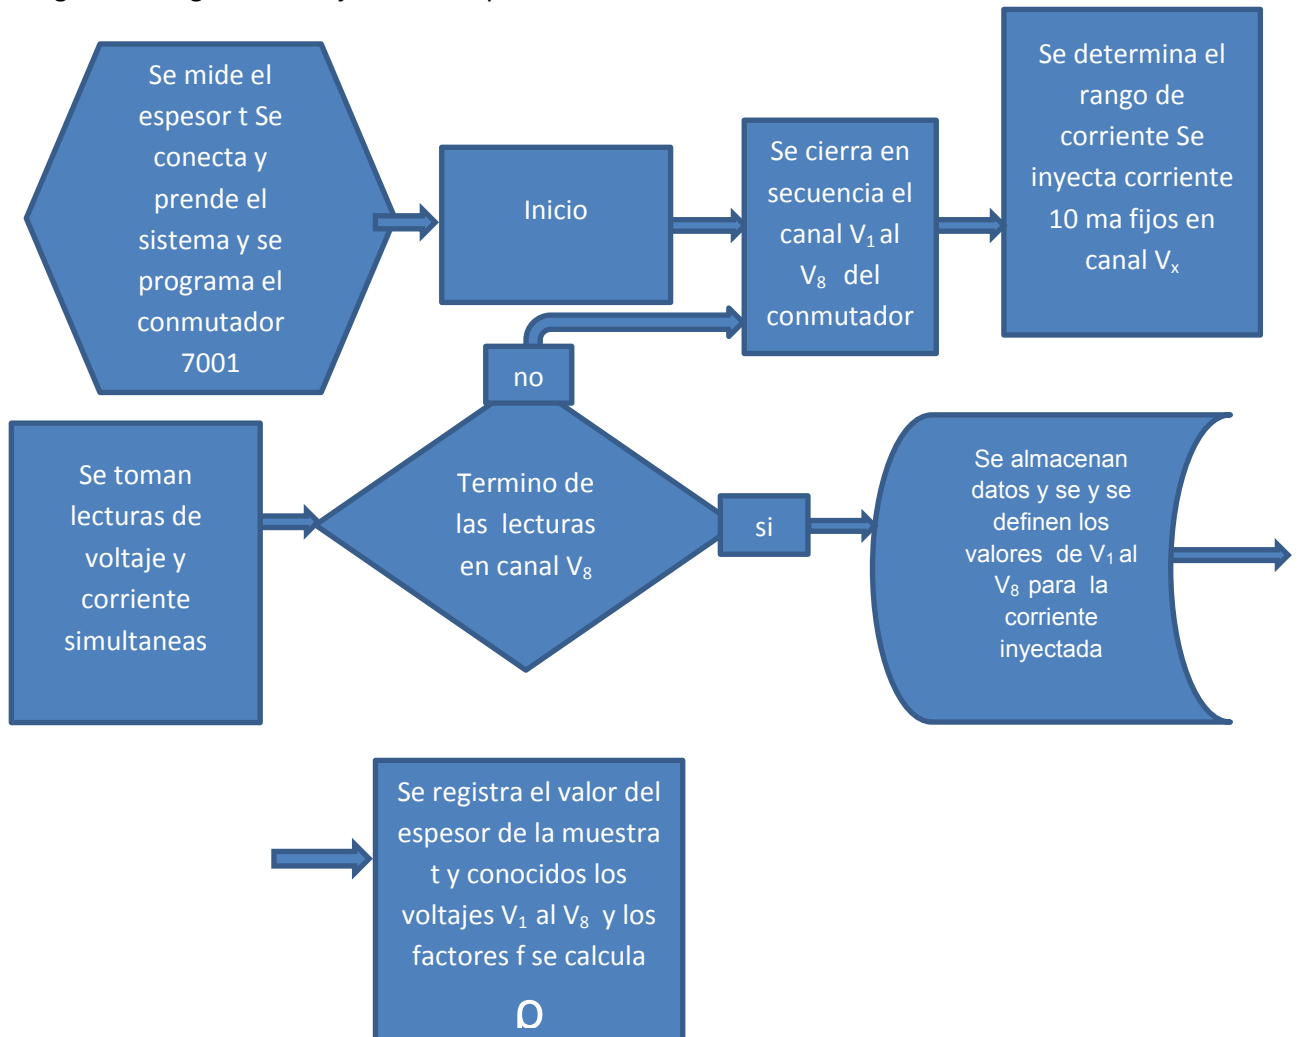 Se mide el
espesor t Se
conecta y
prende el
sistema y se
programa el
conmutador
7001
Inicio
Se cierra en
secuencia el
canal V₁ al
V₈ del
conmutador
Se determina el
rango de
corriente Se
inyecta corriente
10 ma fijos en
canal Vₓ
no
Se toman
lecturas de
voltaje y
corriente
simultaneas
Termino de
las lecturas
en canal V₈
si
Se almacenan
datos y se y se
definen los
valores de V₁ al
V₈ para la
corriente
inyectada
Se registra el valor del
espesor de la muestra
t y conocidos los
voltajes V₁ al V₈ y los
factores f se calcula